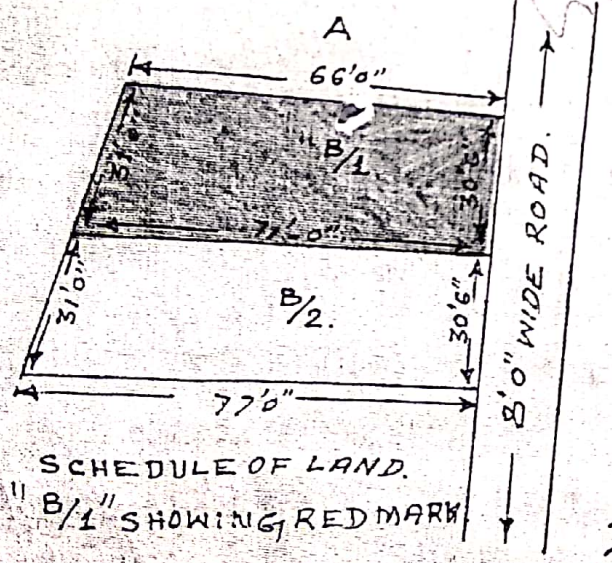 A
66'0"
"B/1
31'0"
30'6"
31'0"
B/2.
30'6"
77'0"
8'0" WIDE ROAD.
SCHEDULE OF LAND.
"B/1" SHOWING RED MARK